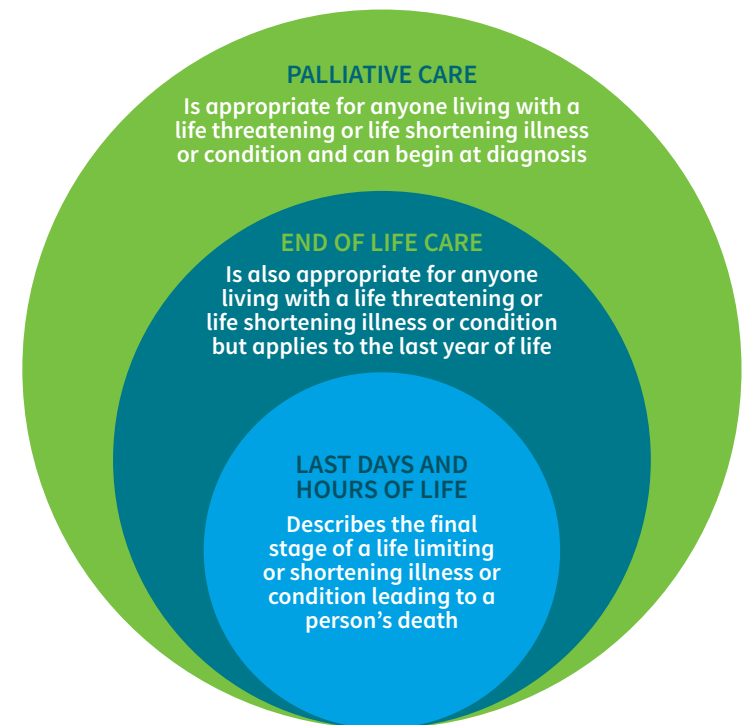 PALLIATIVE CARE
Is appropriate for anyone living with a
life threatening or life shortening illness
or condition and can begin at diagnosis
END OF LIFE CARE
Is also appropriate for anyone
living with a life threatening or
life shortening illness or condition
but applies to the last year of life
LAST DAYS AND
HOURS OF LIFE
Describes the final
stage of a life limiting
or shortening illness or
condition leading to a
person’s death